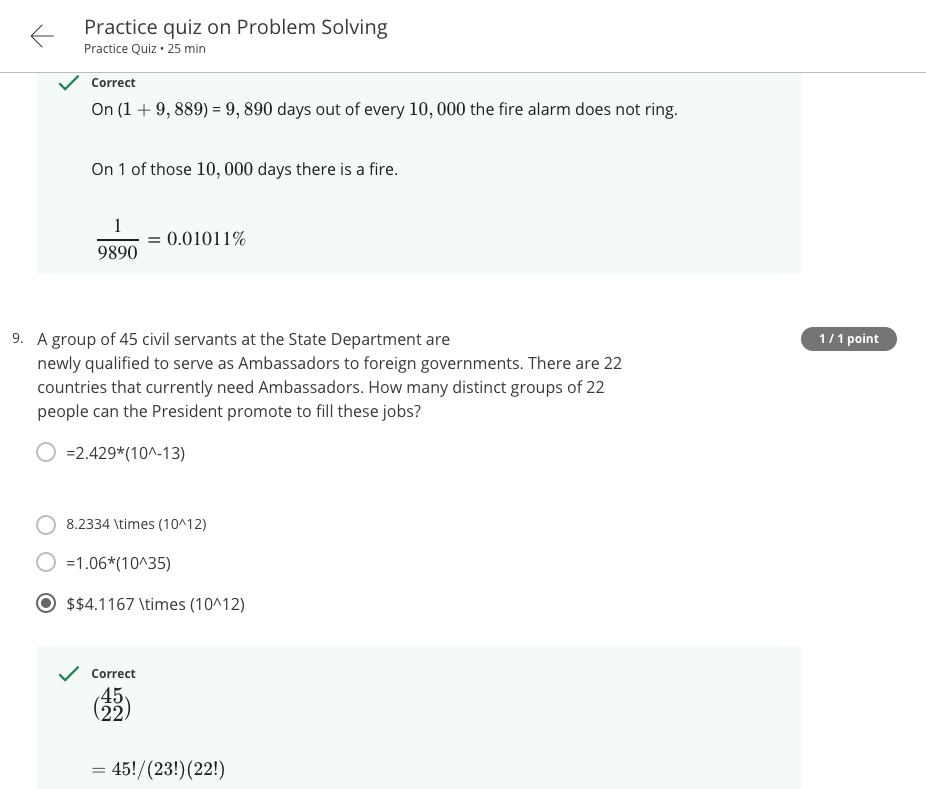 Practice quiz on Problem Solving
Practice Quiz • 25 min
Correct
On (1 + 9, 889) = 9, 890 days out of every 10, 000 the fire alarm does not ring.
On 1 of those 10, 000 days there is a fire.
1
9890
= 0.01011%
9. A group of 45 civil servants at the State Department are
newly qualified to serve as Ambassadors to foreign governments. There are 22
countries that currently need Ambassadors. How many distinct groups of 22
people can the President promote to fill these jobs?
1 / 1 point
=2.429*(10^-13)
8.2334 \times (10^12)
=1.06*(10^35)
$$4.1167 \times (10^12)
Correct
(45
22)
= 45!/(23!)(22!)